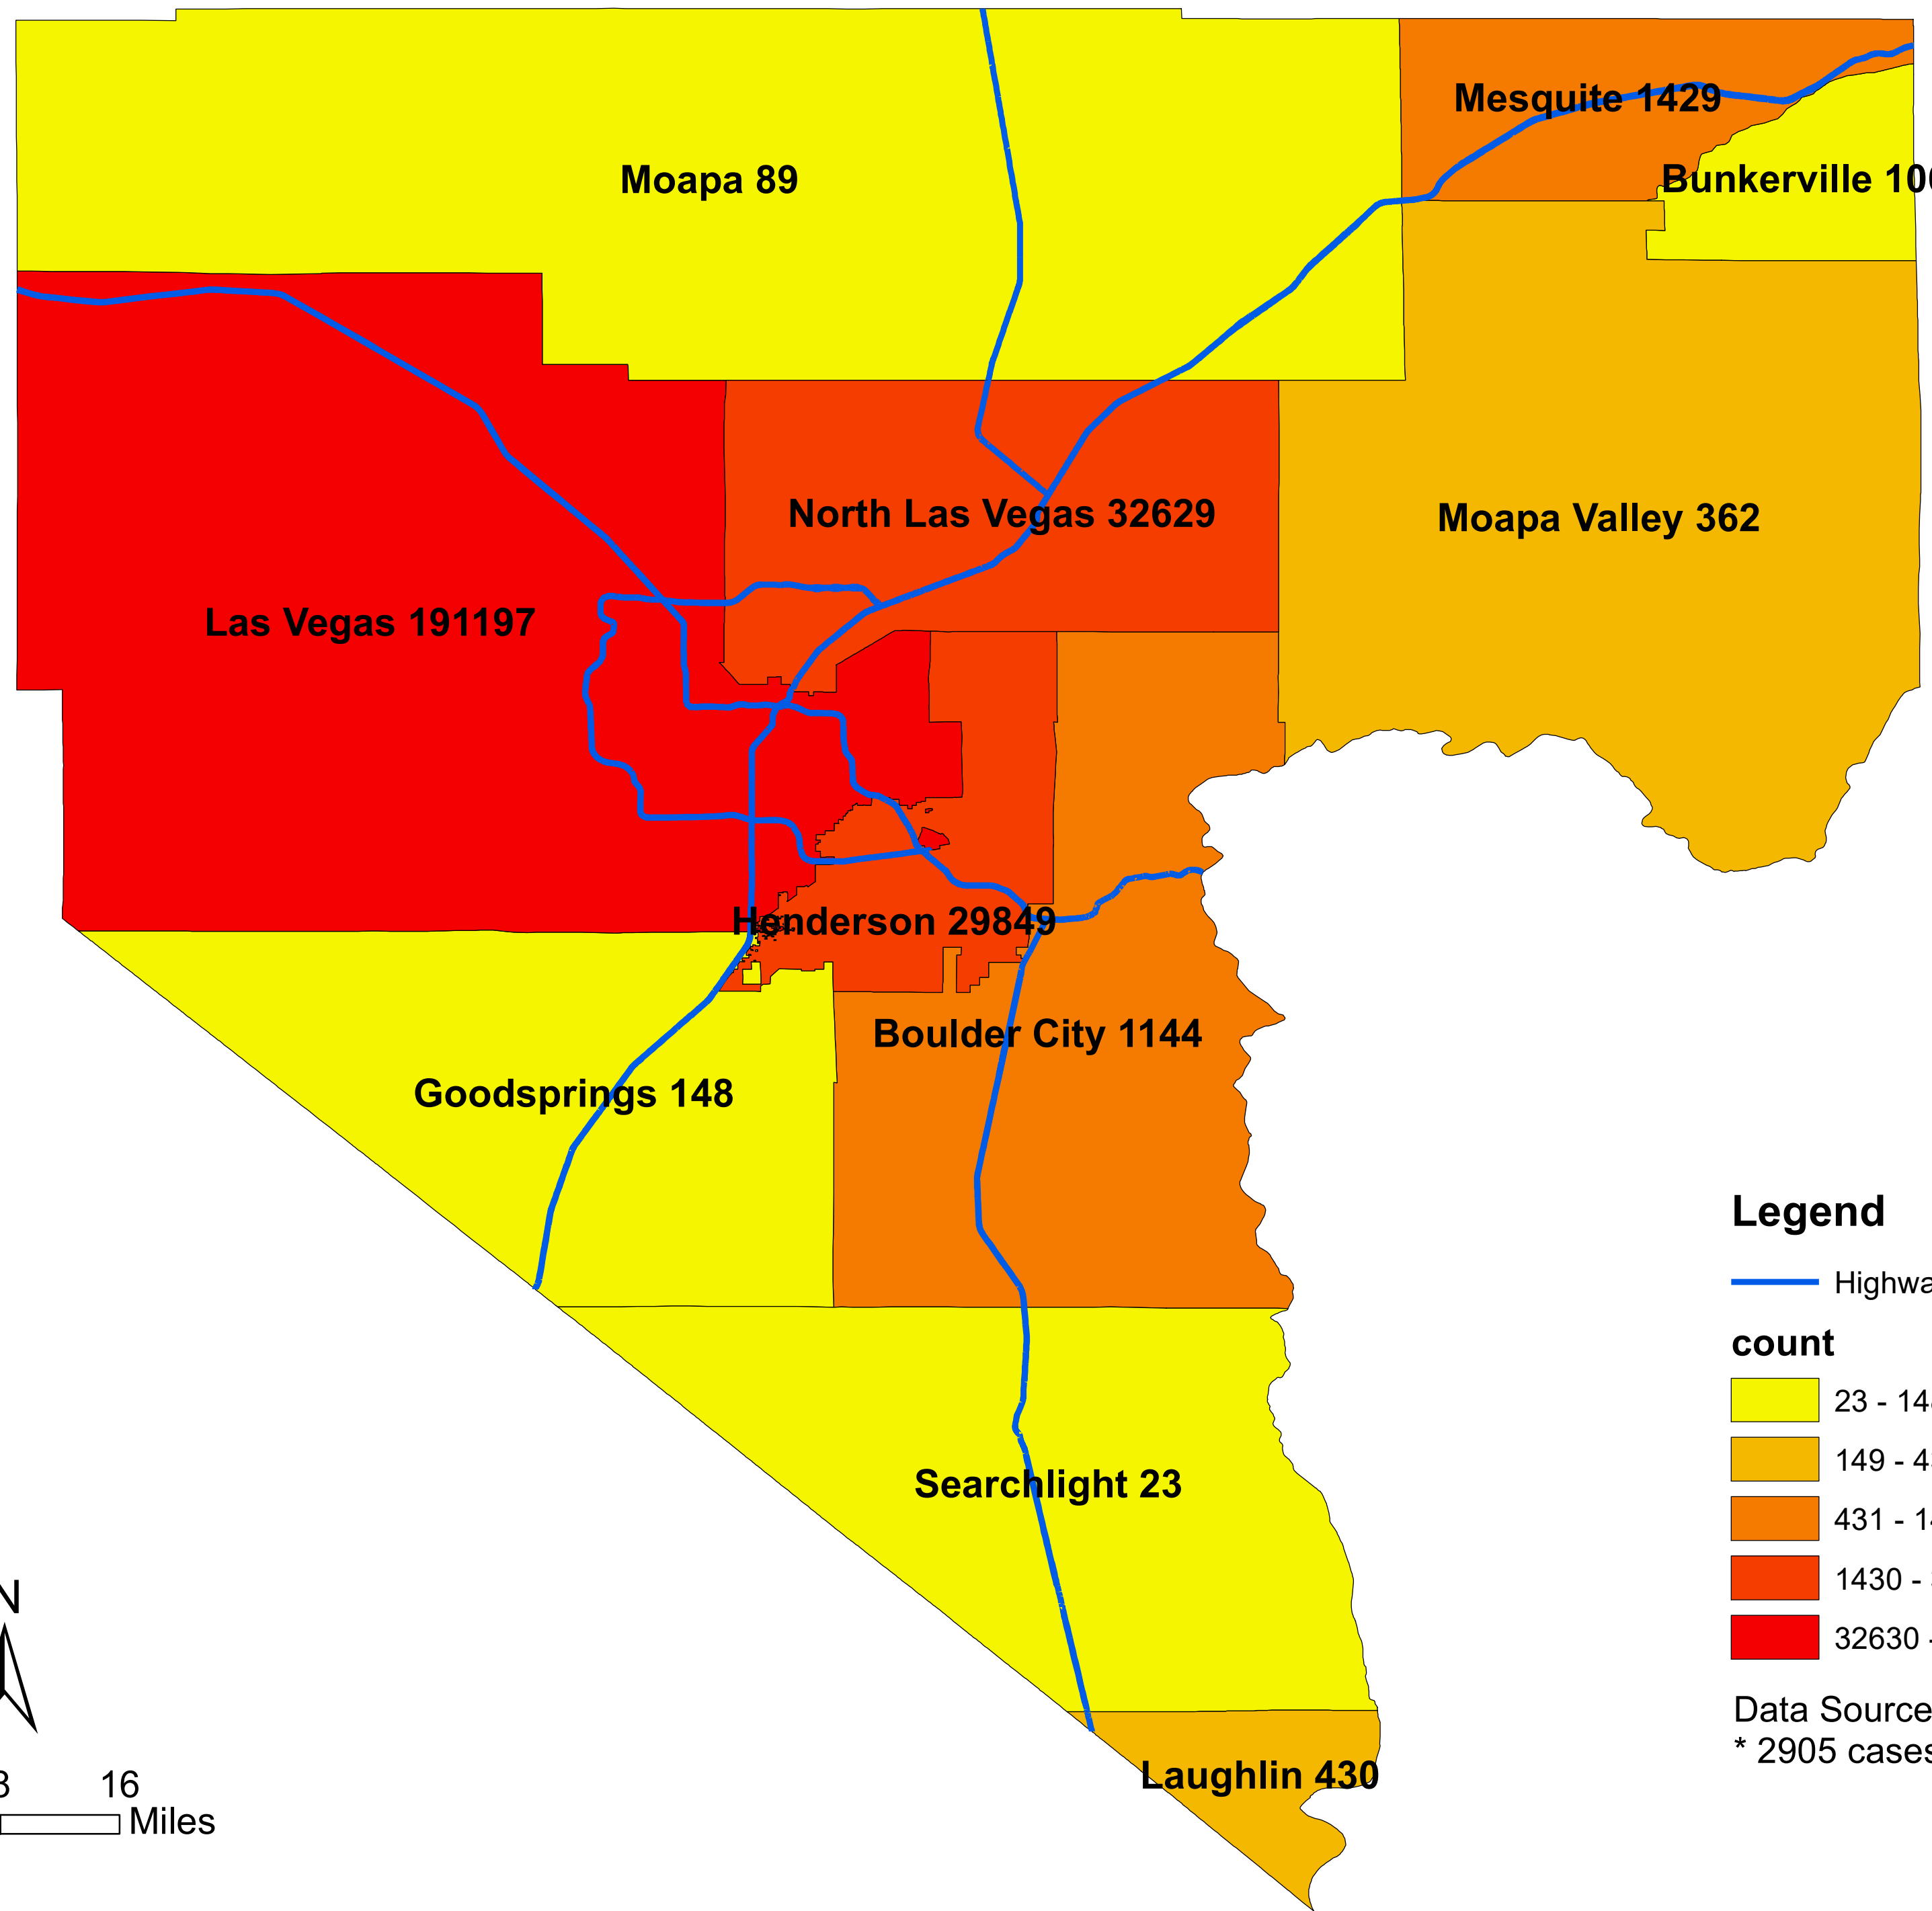 Mesquite 1429
Moapa 89
Bunkerville
North Las Vegas 32629
Moapa Valley 362
Las Vegas 191197
Henderson 29849
Boulder City 1144
Goodsprings 148
Legend
count
23 - 
149 - 
Searchlight 23
431 - 
1430 -
N
32630 -
Data Source
* 2905 cases
Laughlin 430
16
Miles